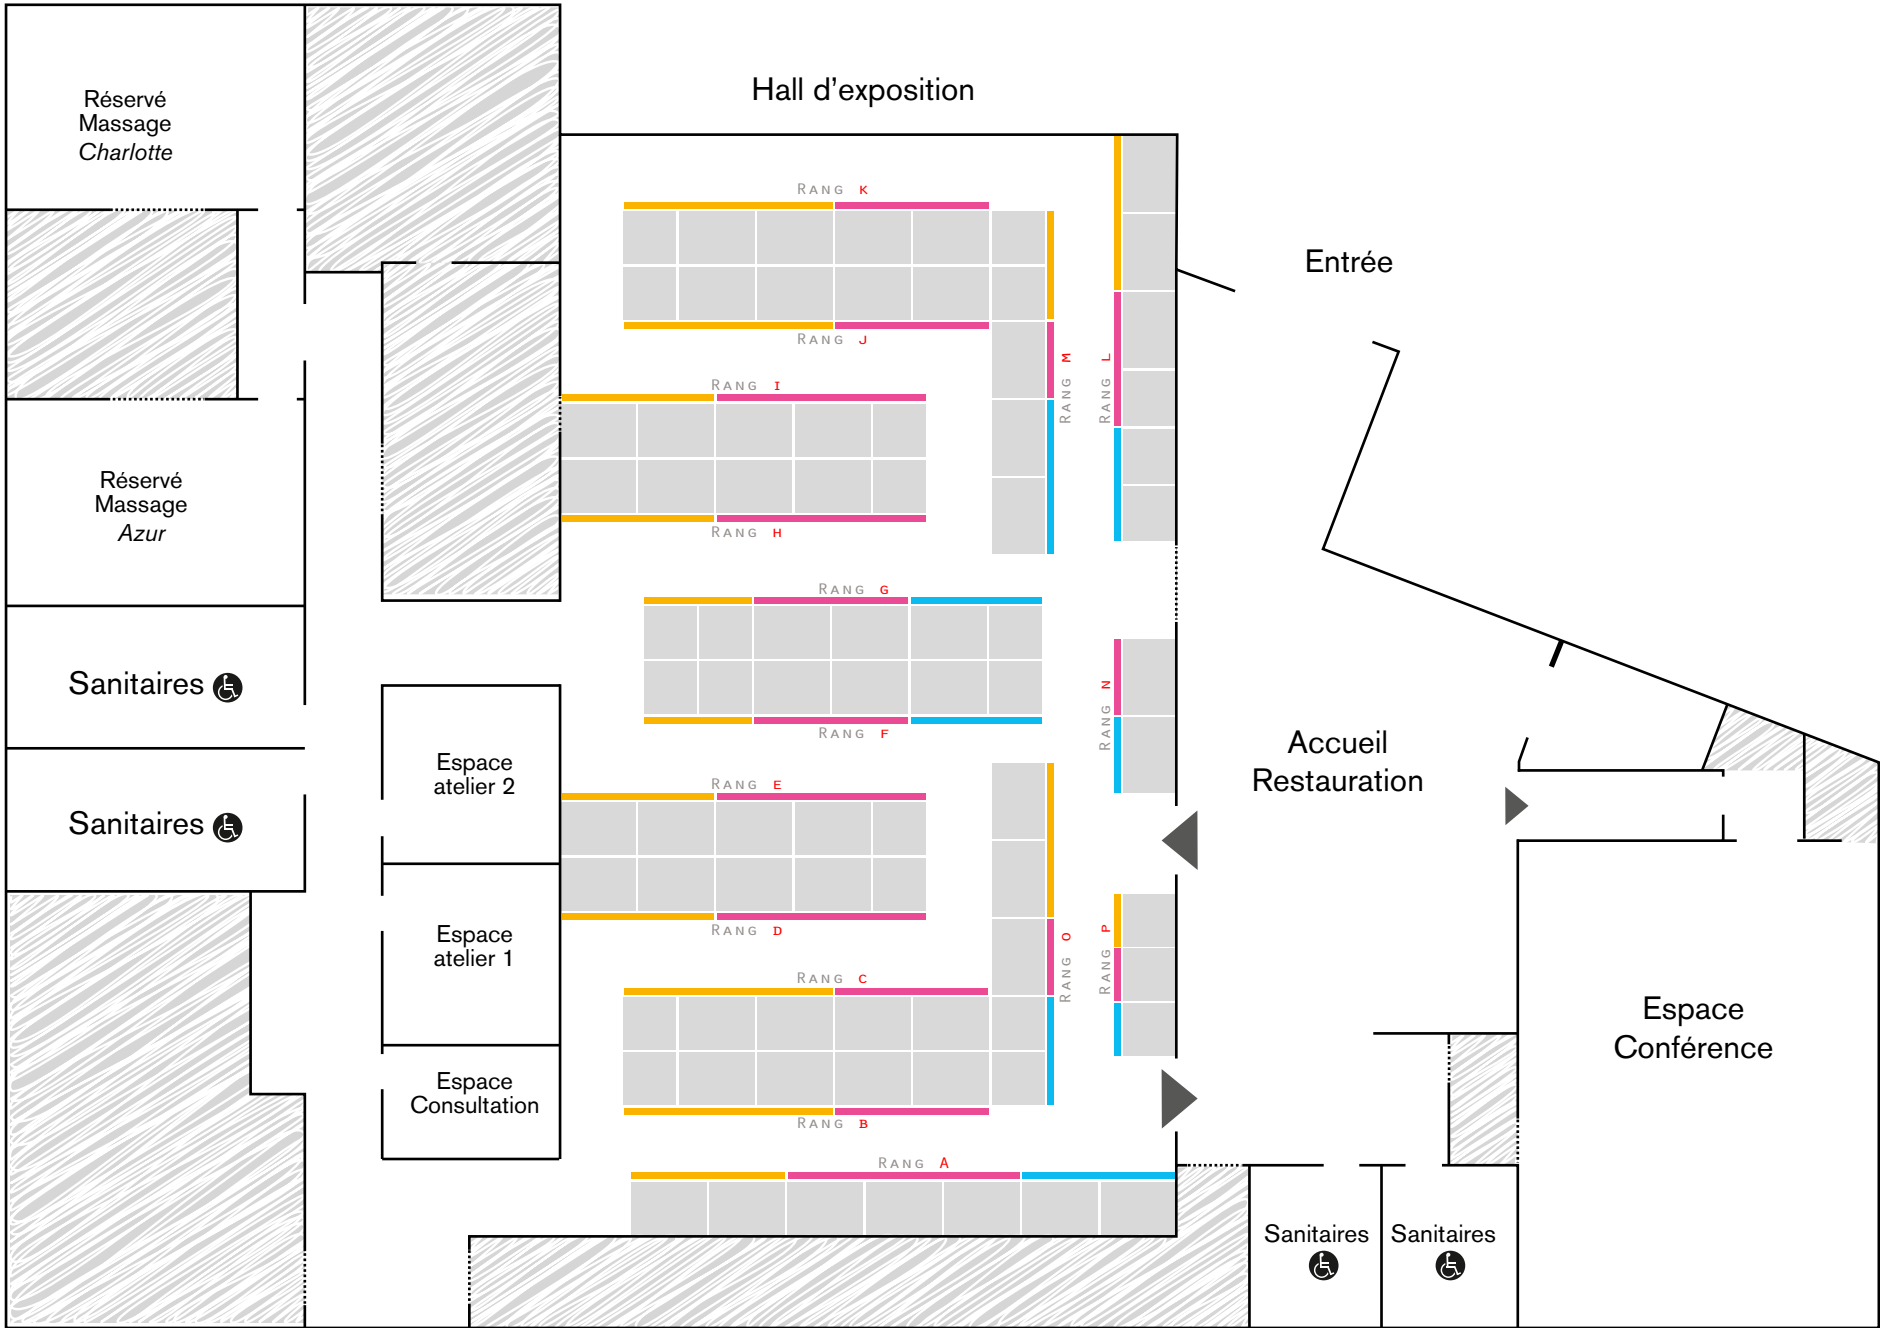 Hall d'exposition
Réservé
Massage
Charlotte
RANG K
Entrée
RANG J
RANG M
RANG L
RANG I
Réservé
Massage
Azur
RANG H
RANG G
Sanitaires
RANG N
RANG F
Accueil
Restauration
Espace
atelier 2
RANG E
Sanitaires
Espace
atelier 1
RANG D
RANG O
RANG P
RANG C
Espace
Conférence
Espace
Consultation
RANG B
RANG A
Sanitaires
Sanitaires